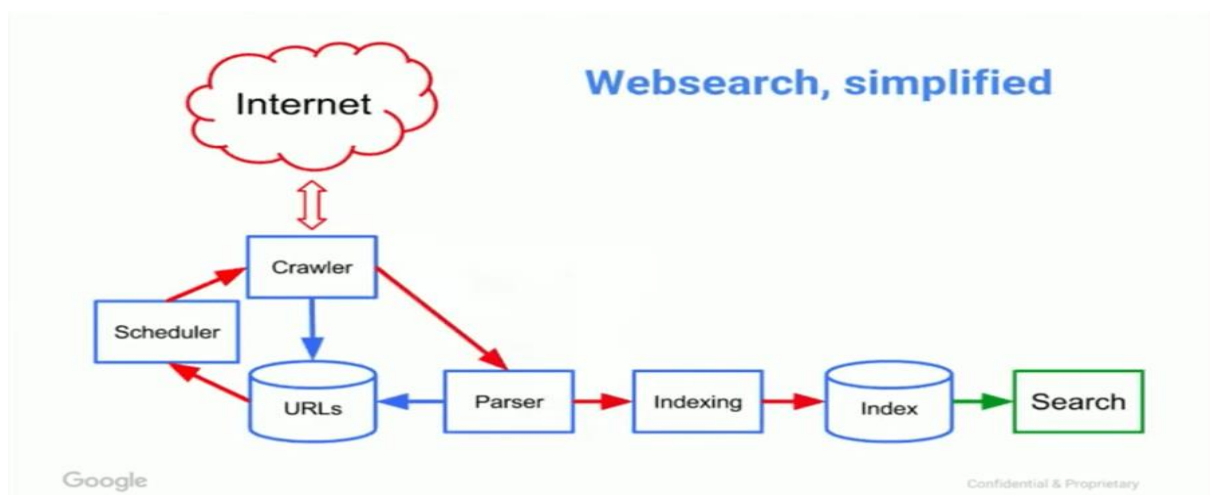 Websearch, simplified
Internet
Crawler
Scheduler
URLs
Parser
Indexing
Index
Search
Google
Confidential & Proprietary